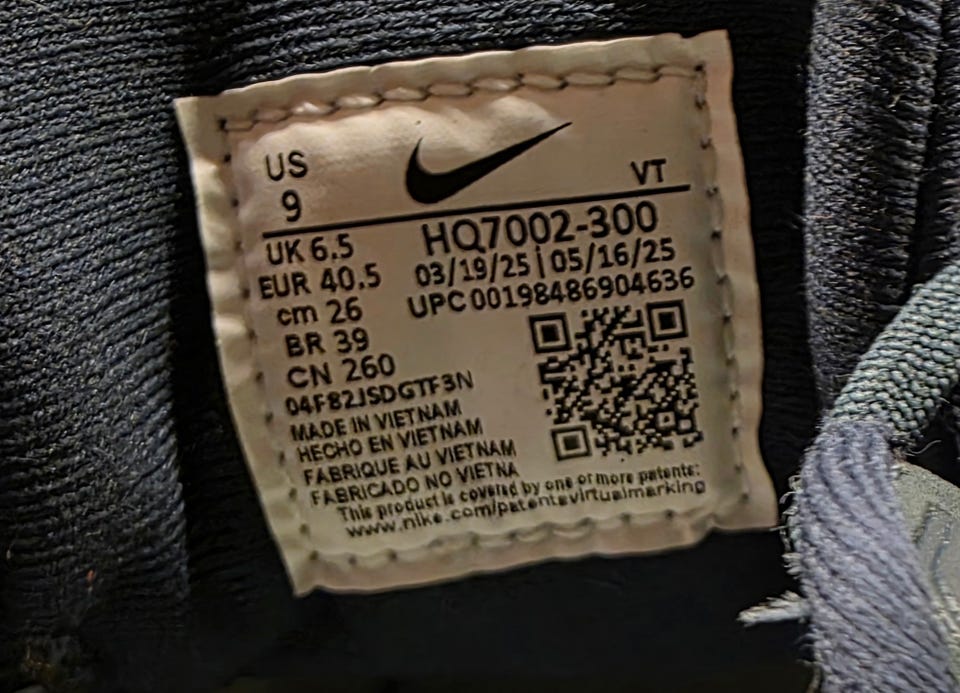 US
9
VT
UK 6.5
EUR 40.5
cm 26
BR 39
CN 260
04F82JSDGTF3N
HQ7002-300
03/19/25 | 05/16/25
UPC 00198486904636
MADE IN VIETNAM
HECHO EN VIETNAM
FABRIQUE AU VIETNAM
FABRICADO NO VIETNA
This product is covered by one or more patents:
www.nike.com/patentsvirtualmarking